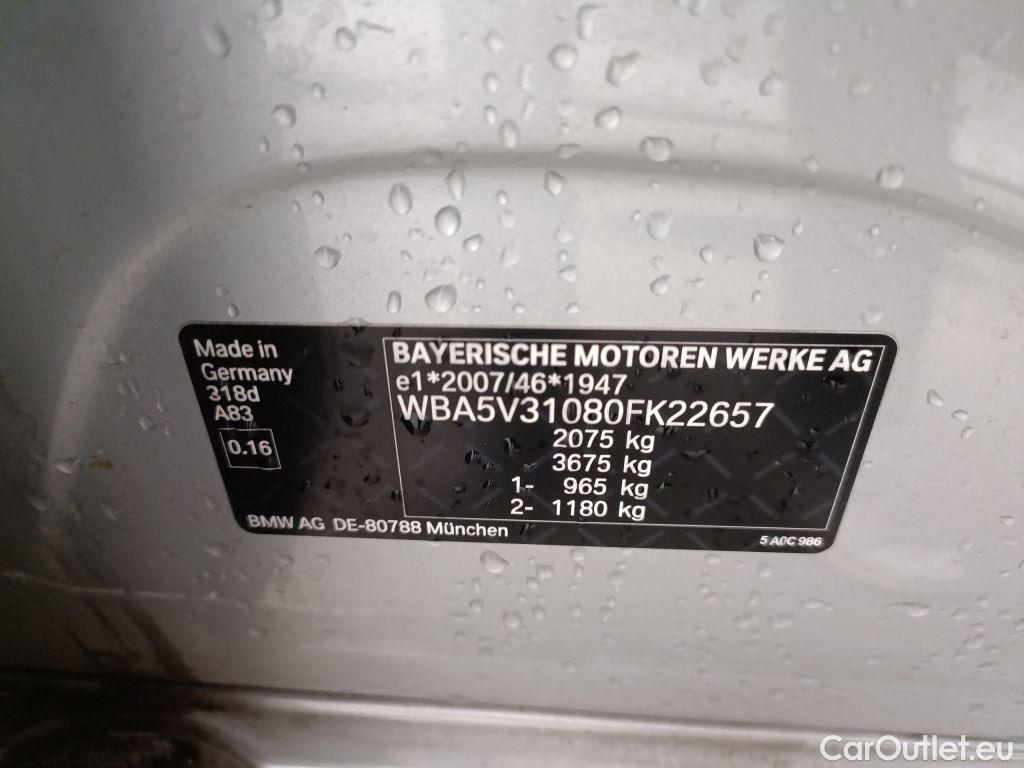 Made in
Germany
318d
A83
0.16
BAYERISCHE MOTOREN WERKE AG
e1*2007/46*1947
WBA5V31080FK22657
2075 kg
3675 kg
1- 965 kg
2- 1180 kg
BMW AG DE-80788 München
5 A0C 986
CarOutlet.eu